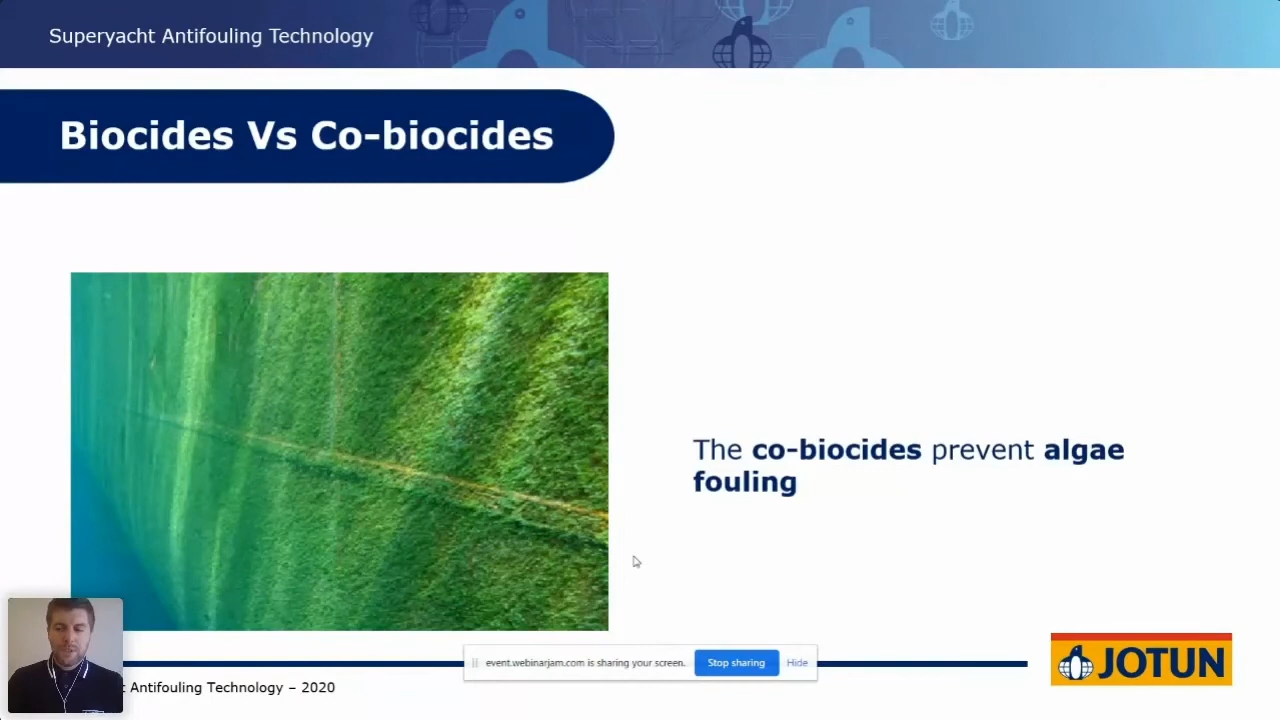 Superyacht Antifouling Technology
Biocides Vs Co-biocides
The co-biocides prevent algae
fouling
event.webinarjam.com is sharing your screen.
Stop sharing
Hide
JOTUN
t Antifouling Technology – 2020